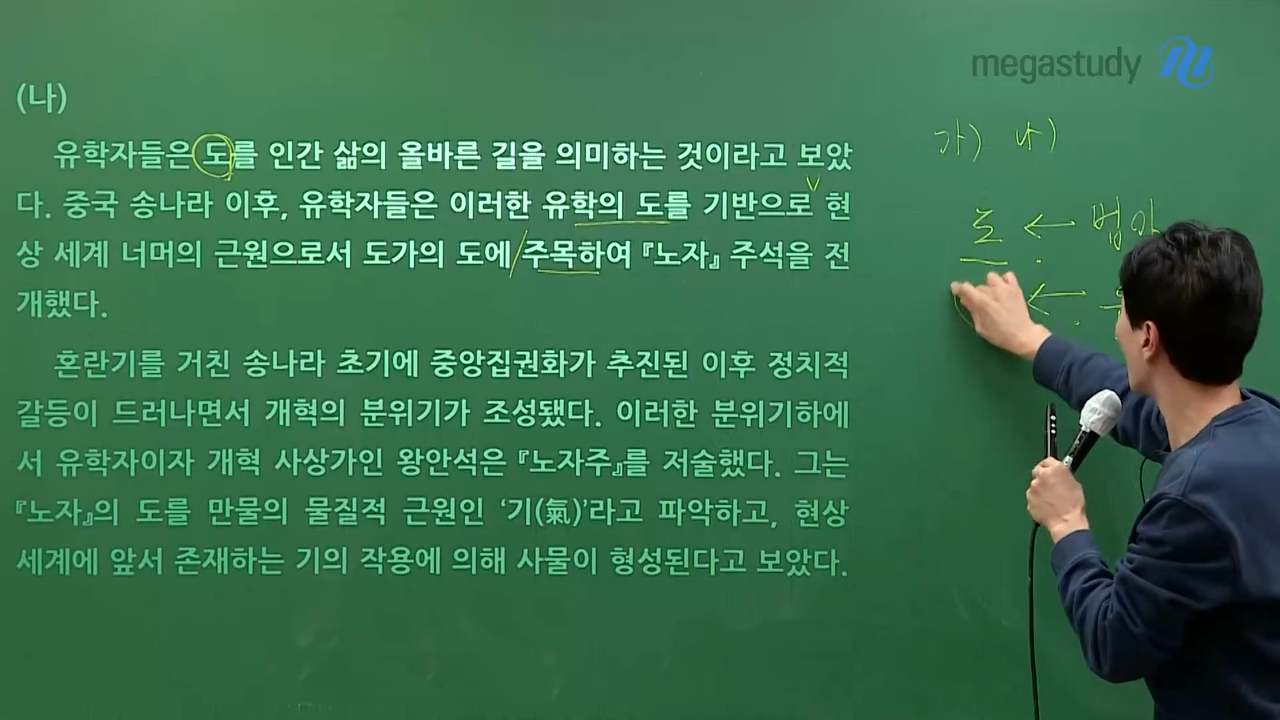 megastudy
(나)
유학자들은 도를 인간 삶의 올바른 길을 의미하는 것이라고 보았
다. 중국 송나라 이후, 유학자들은 이러한 유학의 도를 기반으로 현
상 세계 너머의 근원으로서 도가의 도에 주목하여 『노자』 주석을 전
개했다.
혼란기를 거친 송나라 초기에 중앙집권화가 추진된 이후 정치적
갈등이 드러나면서 개혁의 분위기가 조성됐다. 이러한 분위기하에
서 유학자이자 개혁 사상가인 왕안석은 『노자주』를 저술했다. 그는
『노자』의 도를 만물의 물질적 근원인 ‘기(氣)’라고 파악하고, 현상
세계에 앞서 존재하는 기의 작용에 의해 사물이 형성된다고 보았다.
가) 나)
도 ← 법
←